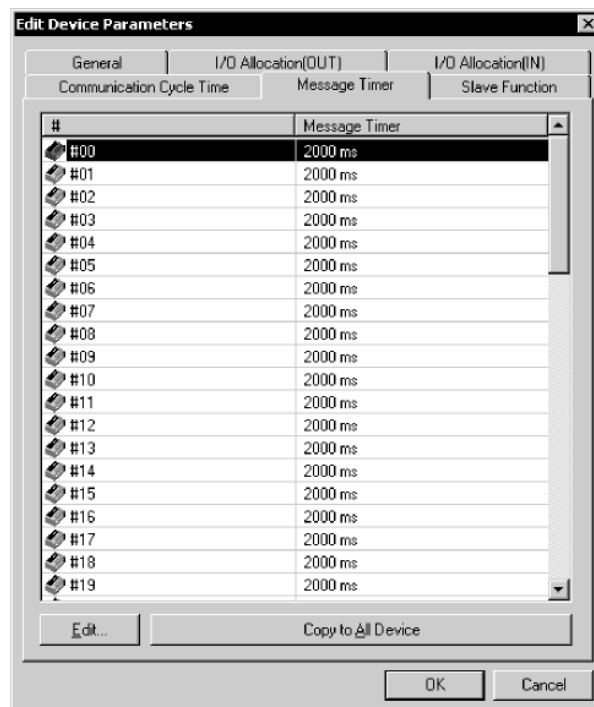 Edit Device Parameters
General I/O Allocation(OUT) I/O Allocation(IN)
Communication Cycle Time Message Timer Slave Function
# Message Timer
#00 2000 ms
#01 2000 ms
#02 2000 ms
#03 2000 ms
#04 2000 ms
#05 2000 ms
#06 2000 ms
#07 2000 ms
#08 2000 ms
#09 2000 ms
#10 2000 ms
#11 2000 ms
#12 2000 ms
#13 2000 ms
#14 2000 ms
#15 2000 ms
#16 2000 ms
#17 2000 ms
#18 2000 ms
#19 2000 ms
Edit... Copy to All Device
OK Cancel